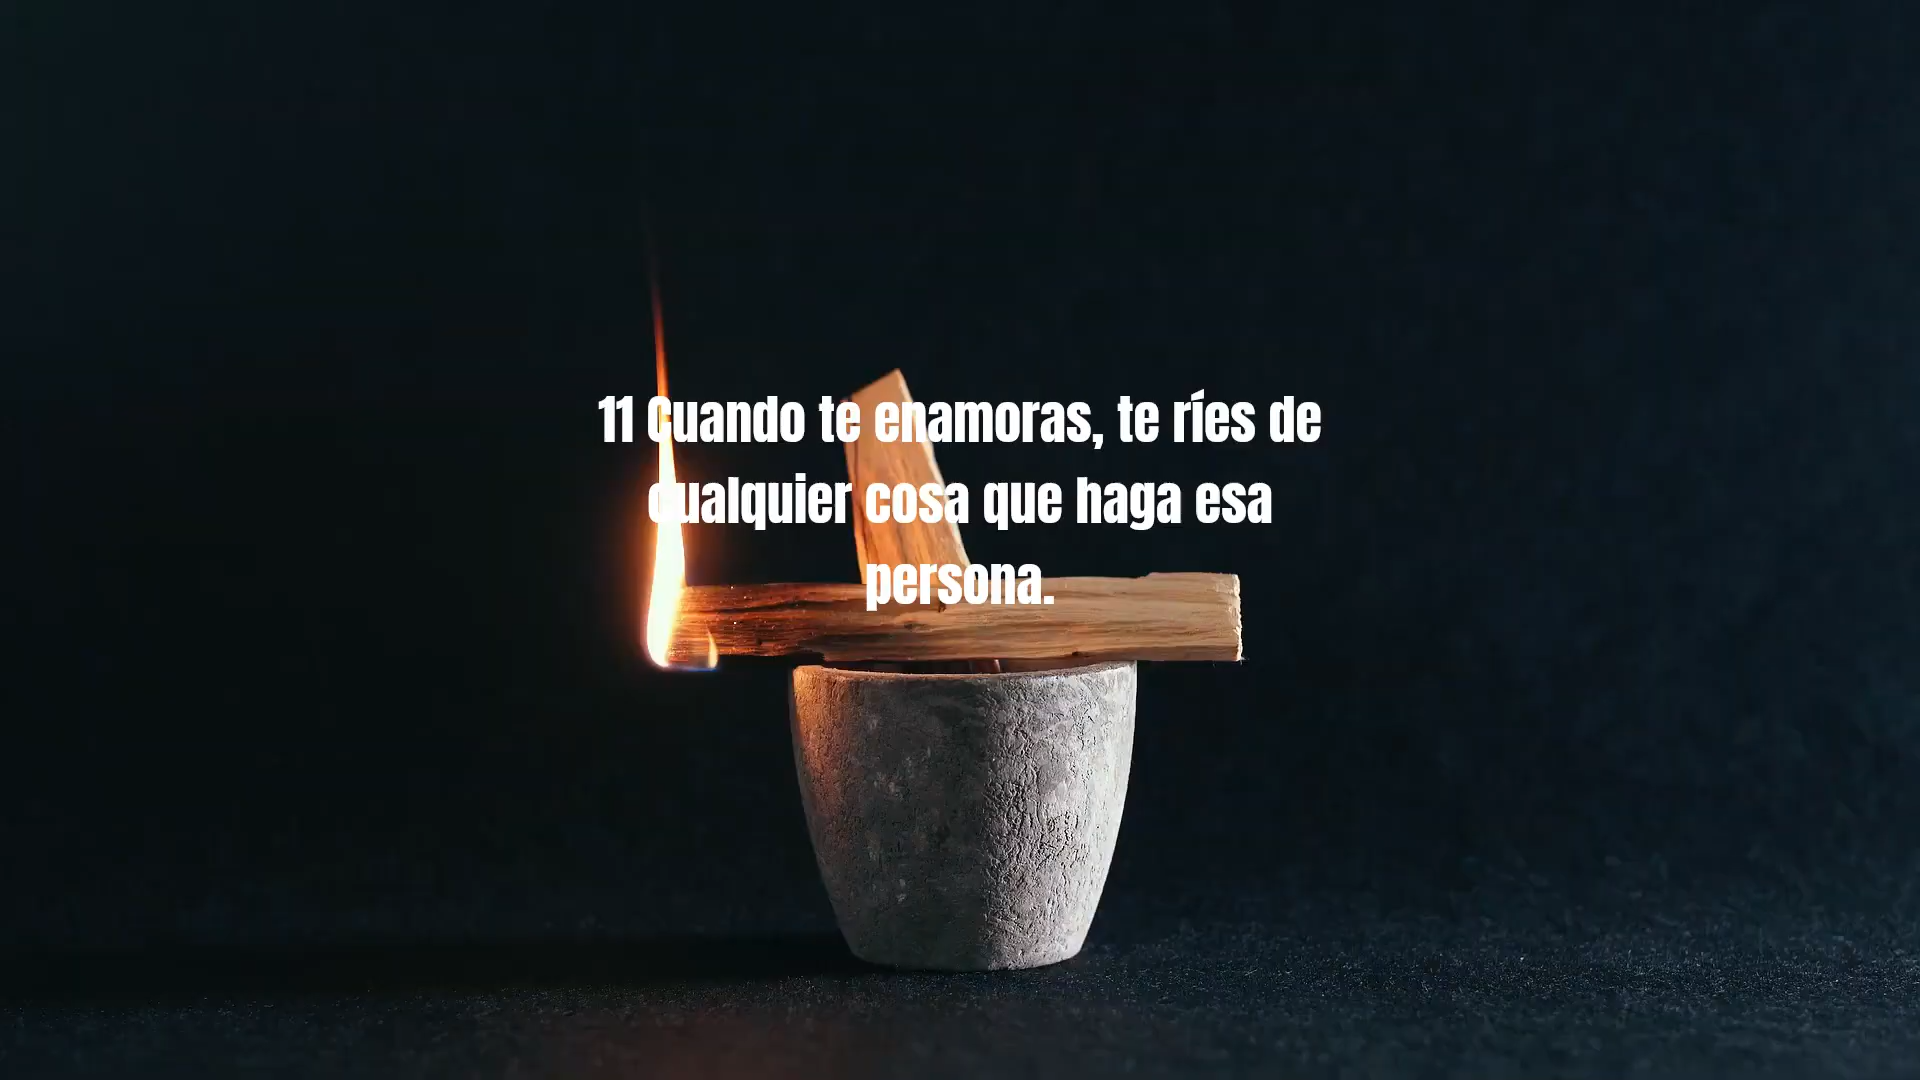 11 Cuando te enamoras, te ríes de
cualquier cosa que haga esa
persona.